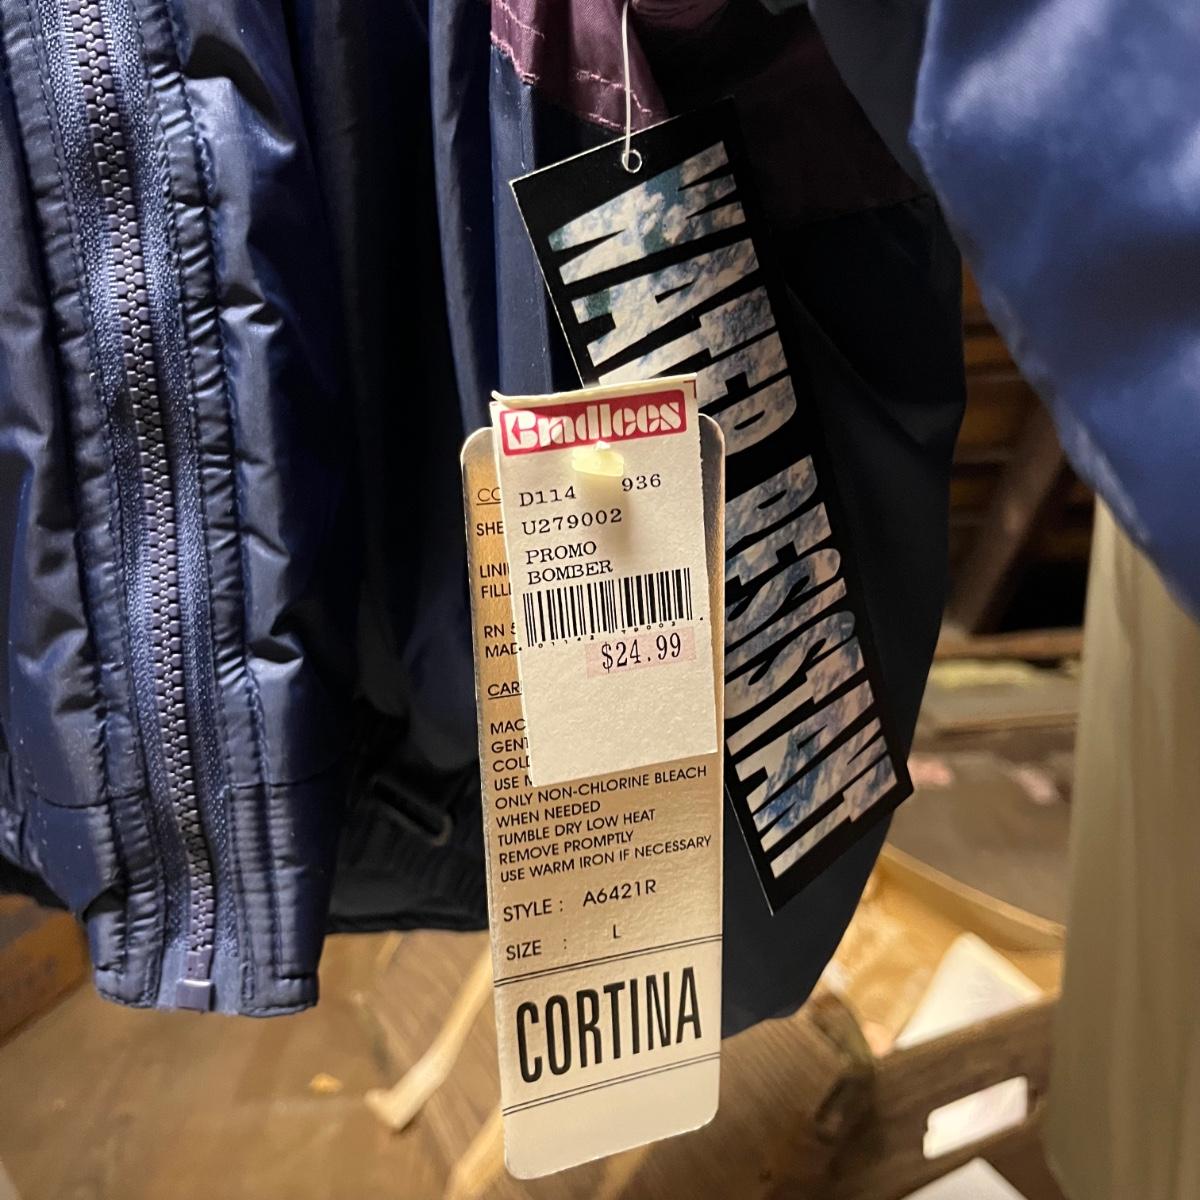 WATER RESISTANT
Bradlees
D114 936
U279002
PROMO
BOMBER
$24.99
CO
SHE
LINI
FILL
RN 5
MAD
CAR
MAC
GENT
COLD
USE N
ONLY NON-CHLORINE BLEACH
WHEN NEEDED
TUMBLE DRY LOW HEAT
REMOVE PROMPTLY
USE WARM IRON IF NECESSARY
STYLE : A6421R
SIZE : L
CORTINA